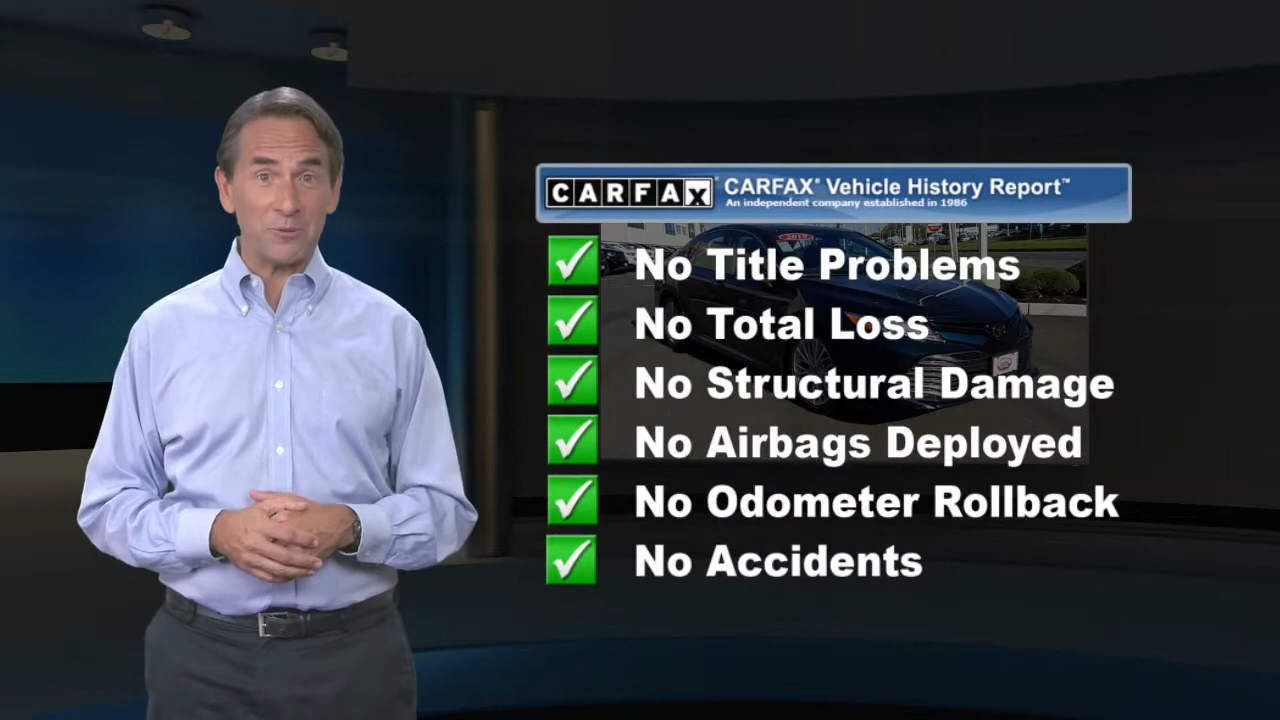 CARFAX
CARFAX® Vehicle History Report™
An independent company established in 1986
No Title Problems
No Total Loss
No Structural Damage
No Airbags Deployed
No Odometer Rollback
No Accidents